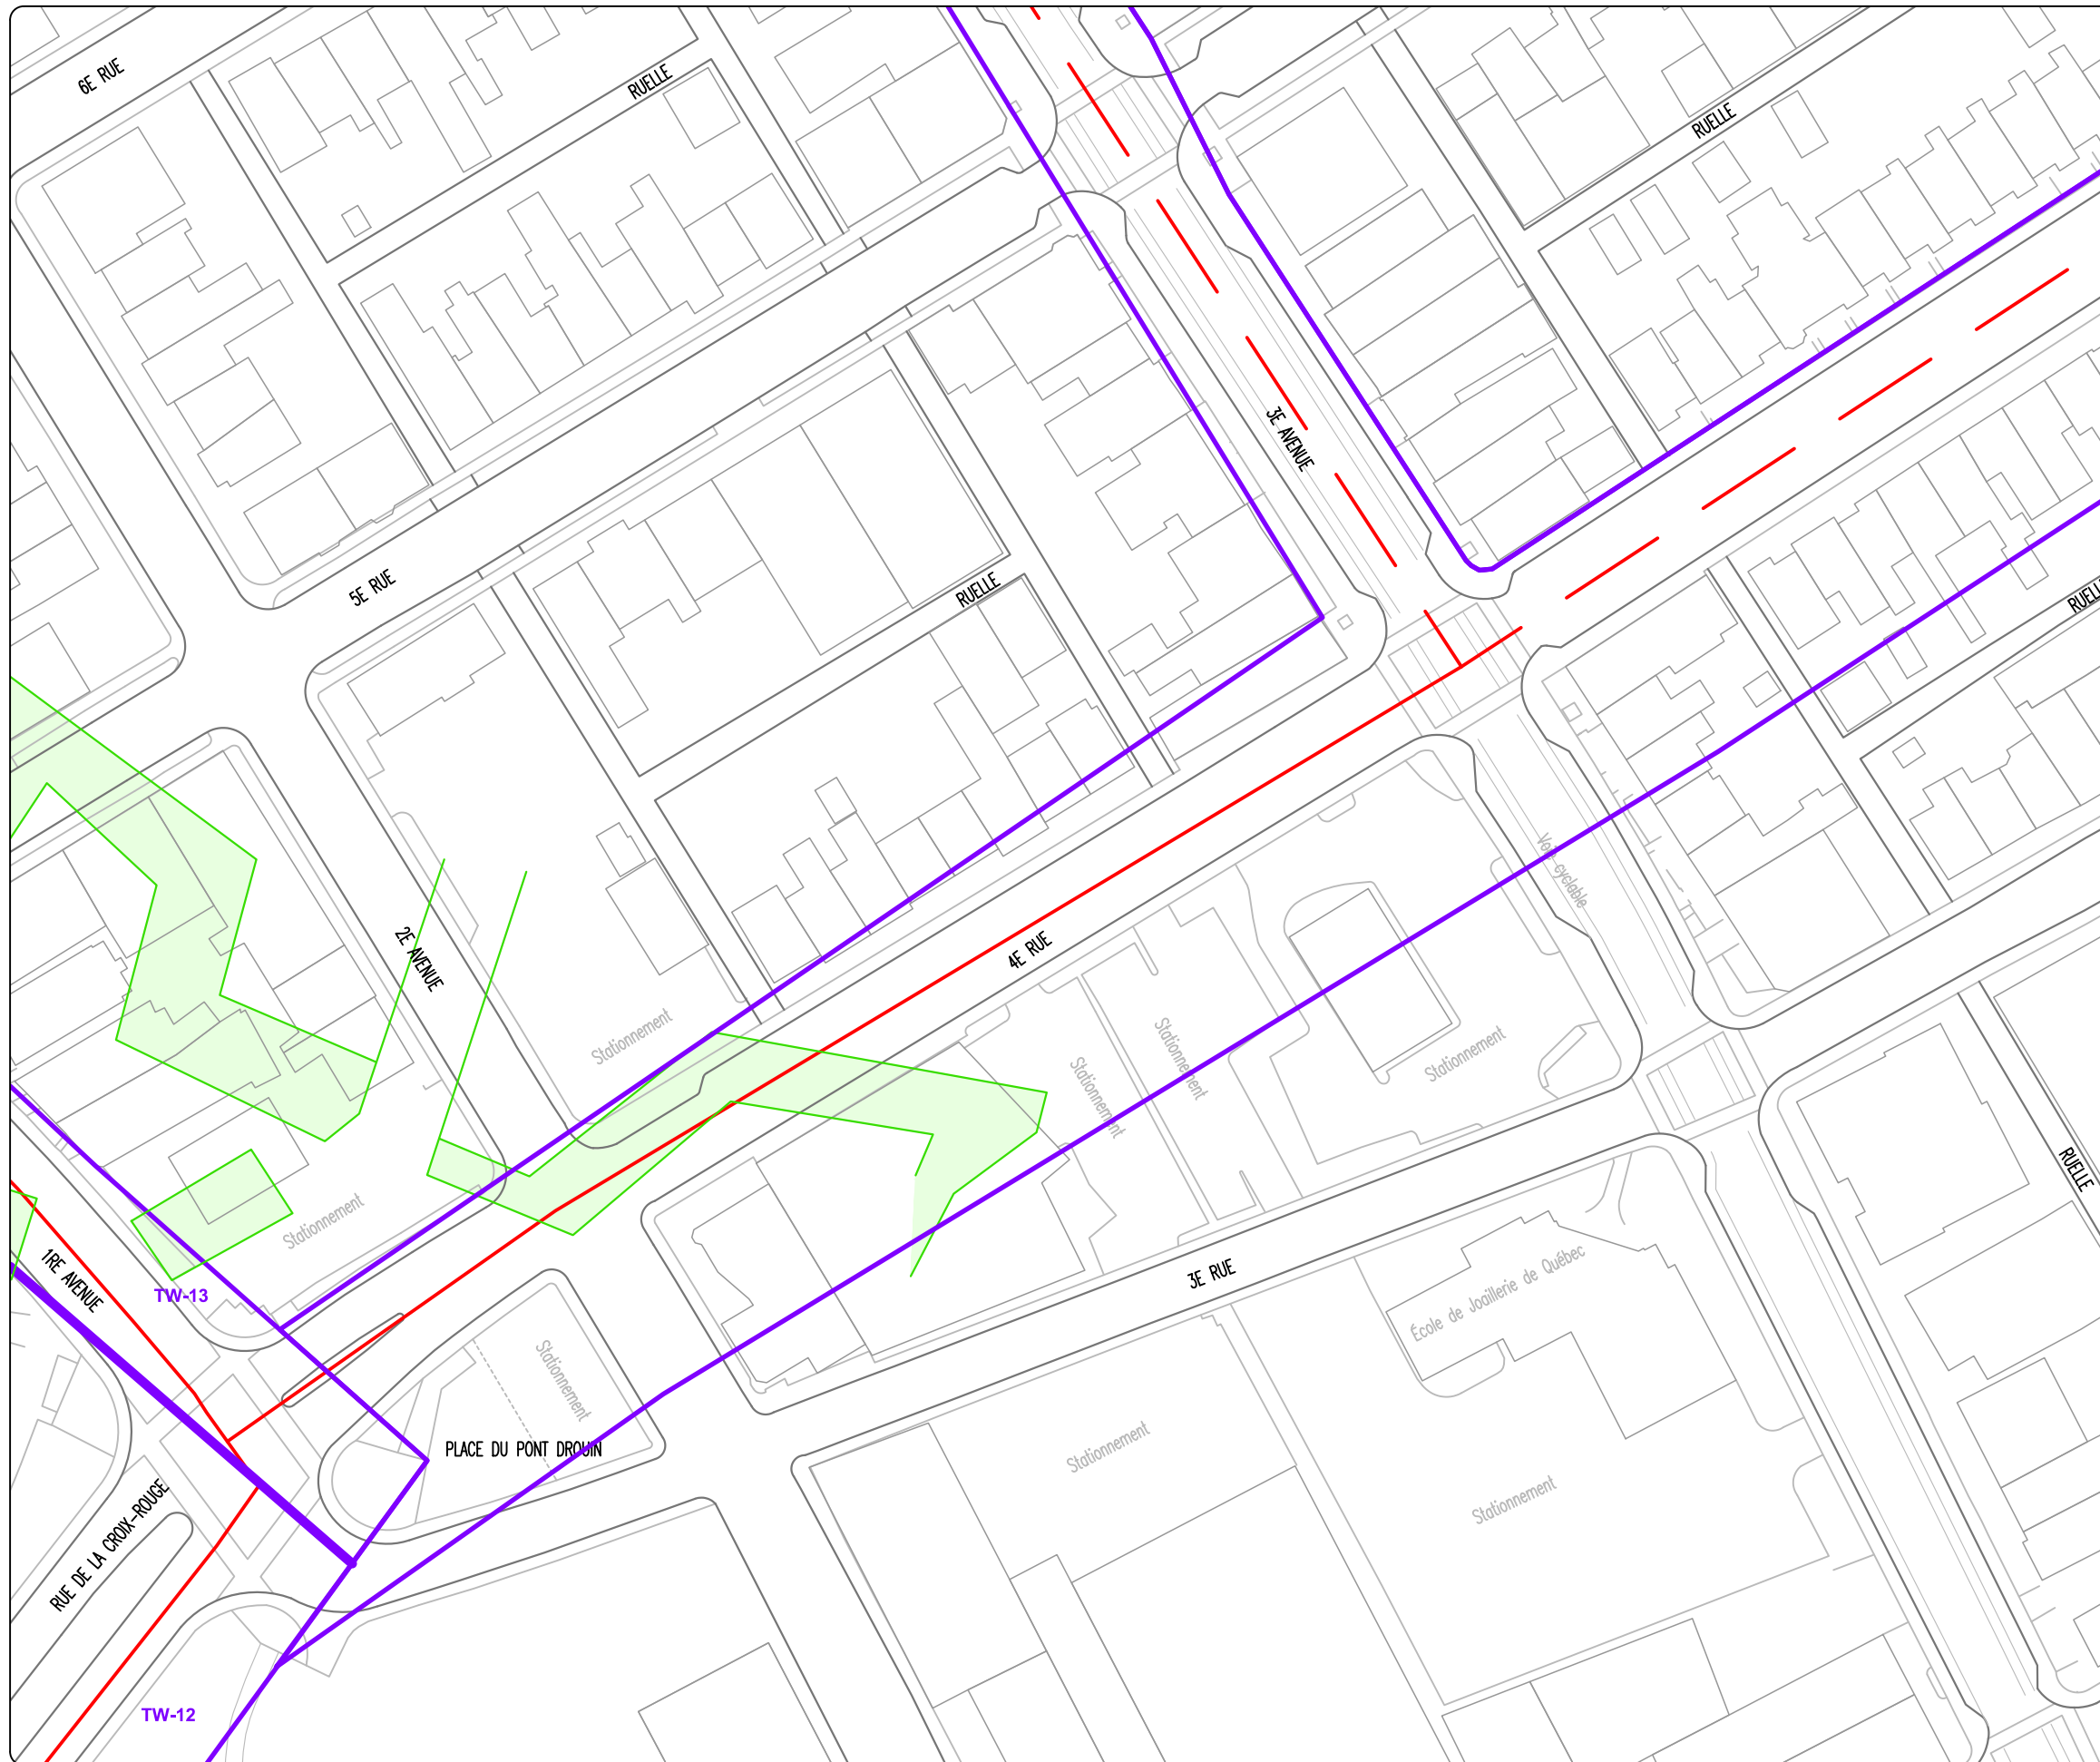 6E RUE
RUELLE
RUELLE
3E AVENUE
5E RUE
RUELLE
RUELLE
Voie cyclable
2E AVENUE
4E RUE
Stationnement
Stationnement
Stationnement
Stationnement
RUELLE
Stationnement
1RE AVENUE
TW-13
3E RUE
École de Joaillerie de Québec
Stationnement
PLACE DU PONT DROUIN
Stationnement
Stationnement
RUE DE LA CROIX-ROUGE
TW-12